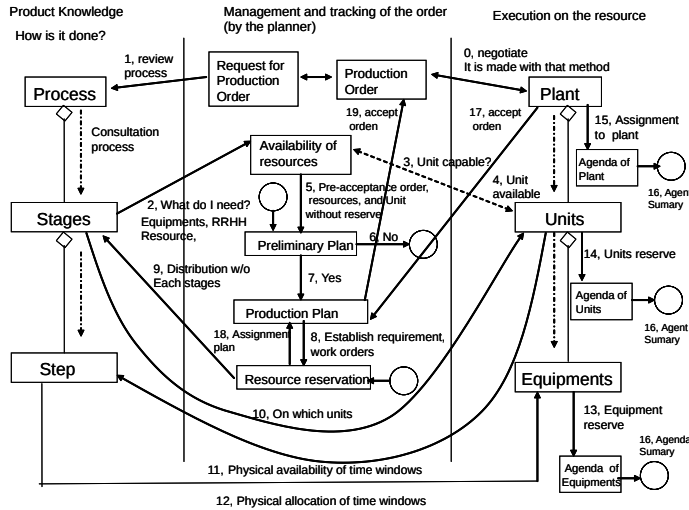 Product Knowledge
Management and tracking of the order
(by the planner)
Execution on the resource
How is it done?
1, review
process
Request for
Production
Order
Production
Order
0, negotiate
It is made with that method
Process
Plant
19, accept
orden
17, accept
orden
15, Assignment
to plant
Consultation
process
Availability of
resources
3, Unit capable?
Agenda of
Plant
16, Agen
Sumary
2, What do I need?
Equipments, RRHH
Resource,
5, Pre-acceptance order,
resources, and Unit
without reserve
4, Unit
available
Stages
Units
Preliminary Plan
6, No
14, Units reserve
9, Distribution w/o
Each stages
7, Yes
Agenda of
Units
Production Plan
16, Agent
Sumary
18, Assignment
plan
8, Establish requirement,
work orders
Step
Resource reservation
Equipments
10, On which units
13, Equipment
reserve
16, Agenda
Sumary
11, Physical availability of time windows
Agenda of
Equipments
12, Physical allocation of time windows